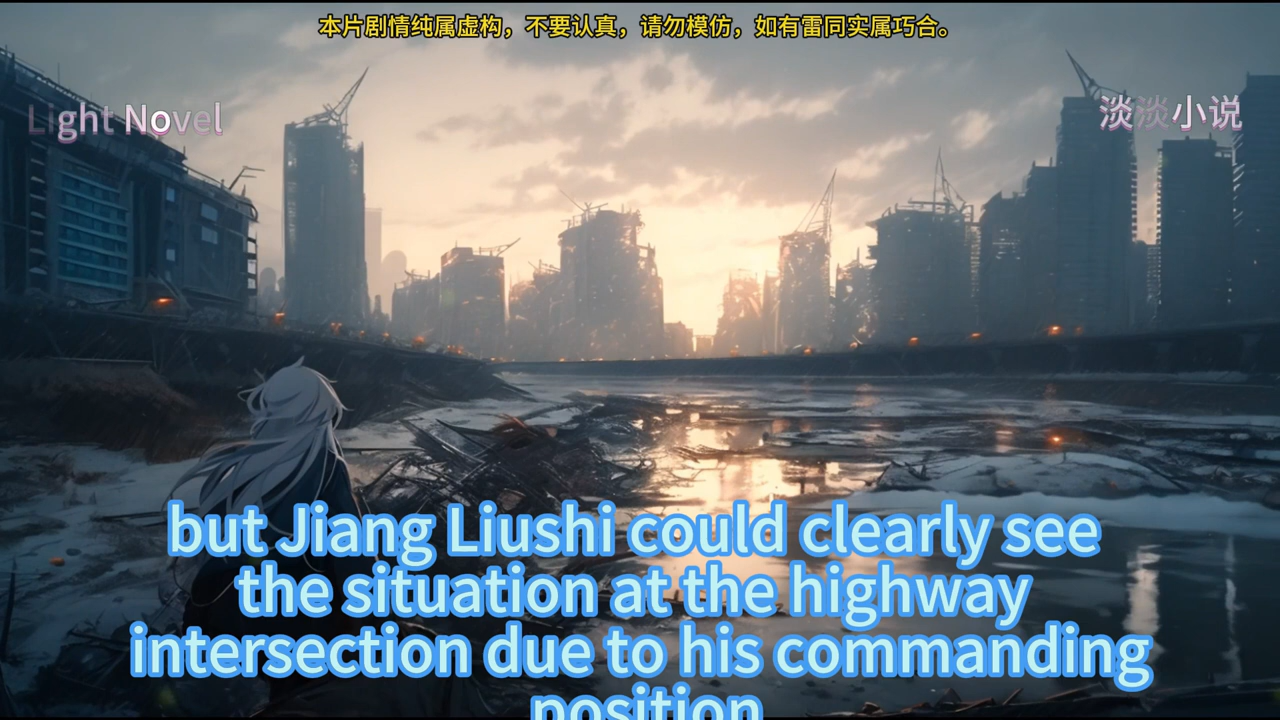 本片剧情纯属虚构，不要认真，请勿模仿，如有雷同实属巧合。
Light Novel
淡淡小说
but Jiang Liushi could clearly see
the situation at the highway
intersection due to his commanding
position